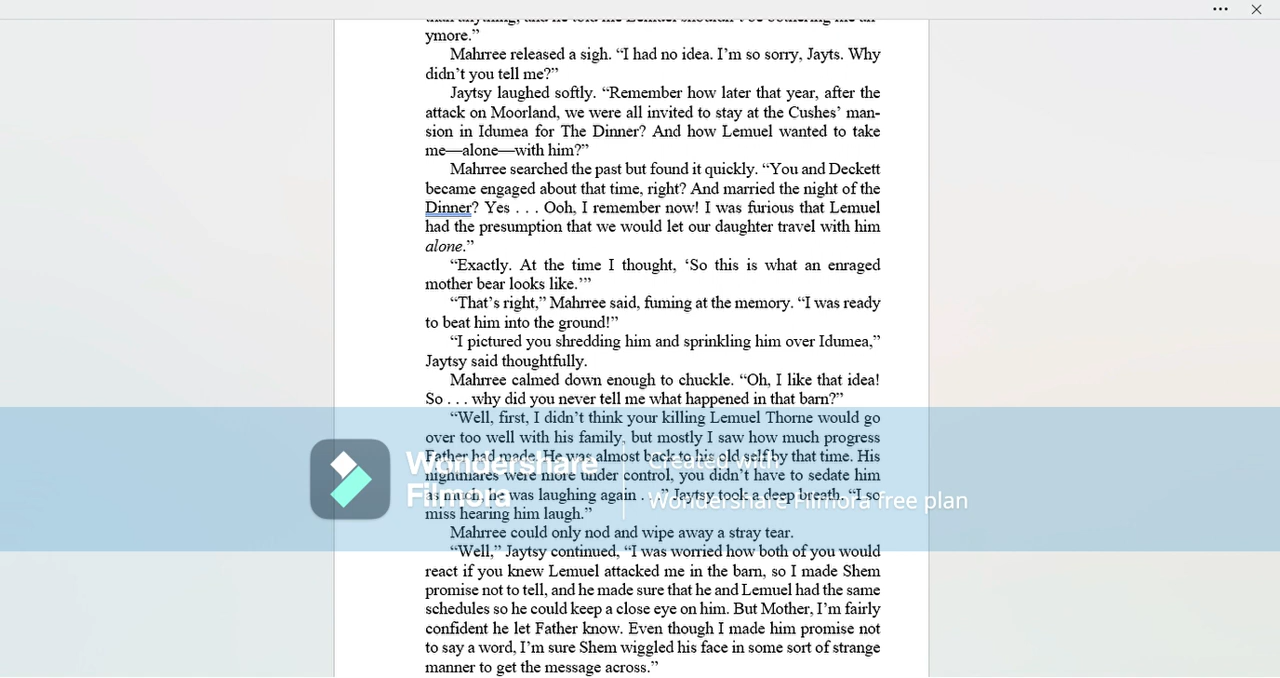 ymore.”
Mahrree released a sigh. “I had no idea. I’m so sorry, Jayts. Why
didn’t you tell me?”
Jaytsy laughed softly. “Remember how later that year, after the
attack on Moorland, we were all invited to stay at the Cushes’ man-
sion in Idumea for The Dinner? And how Lemuel wanted to take
me—alone—with him?”
Mahrree searched the past but found it quickly. “You and Deckett
became engaged about that time, right? And married the night of the
Dinner? Yes . . . Ooh, I remember now! I was furious that Lemuel
had the presumption that we would let our daughter travel with him
alone.”
“Exactly. At the time I thought, ‘So this is what an enraged
mother bear looks like.’”
“That’s right,” Mahrree said, fuming at the memory. “I was ready
to beat him into the ground!”
“I pictured you shredding him and sprinkling him over Idumea,”
Jaytsy said thoughtfully.
Mahrree calmed down enough to chuckle. “Oh, I like that idea!
So . . . why did you never tell me what happened in that barn?”
“Well, first, I didn’t think your killing Lemuel Thorne would go
over too well with his family, but mostly I saw how much progress
Father had made. He was almost back to his old self by that time. His
nightmares were more under control, you didn’t have to sedate him
as much, he was laughing again . . .” Jaytsy took a deep breath. “I so
miss hearing him laugh.”
Wondershare
Filmora
Created with
Wondershare Filmora free plan
Mahrree could only nod and wipe away a stray tear.
“Well,” Jaytsy continued, “I was worried how both of you would
react if you knew Lemuel attacked me in the barn, so I made Shem
promise not to tell, and he made sure that he and Lemuel had the same
schedules so he could keep a close eye on him. But Mother, I’m fairly
confident he let Father know. Even though I made him promise not
to say a word, I’m sure Shem wiggled his face in some sort of strange
manner to get the message across.”